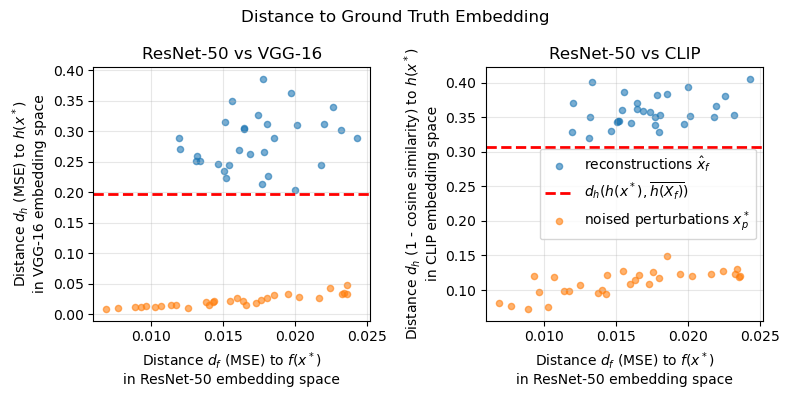 Distance to Ground Truth Embedding
ResNet-50 vs VGG-16
Distance $d_h$ (MSE) to $h(x^*)$
in VGG-16 embedding space
0.40
0.35
0.30
0.25
0.20
0.15
0.10
0.05
0.00
0.010
0.015
0.020
0.025
Distance $d_f$ (MSE) to $f(x^*)$
in ResNet-50 embedding space
ResNet-50 vs CLIP
Distance $d_h$ (1 - cosine similarity) to $h(x^*)$
in CLIP embedding space
0.40
0.35
0.30
0.25
0.20
0.15
0.10
reconstructions $\hat{x}_f$
$d_h(h(x^*), \overline{h(X_f)})$
noised perturbations $x_p^*$
0.010
0.015
0.020
0.025
Distance $d_f$ (MSE) to $f(x^*)$
in ResNet-50 embedding space